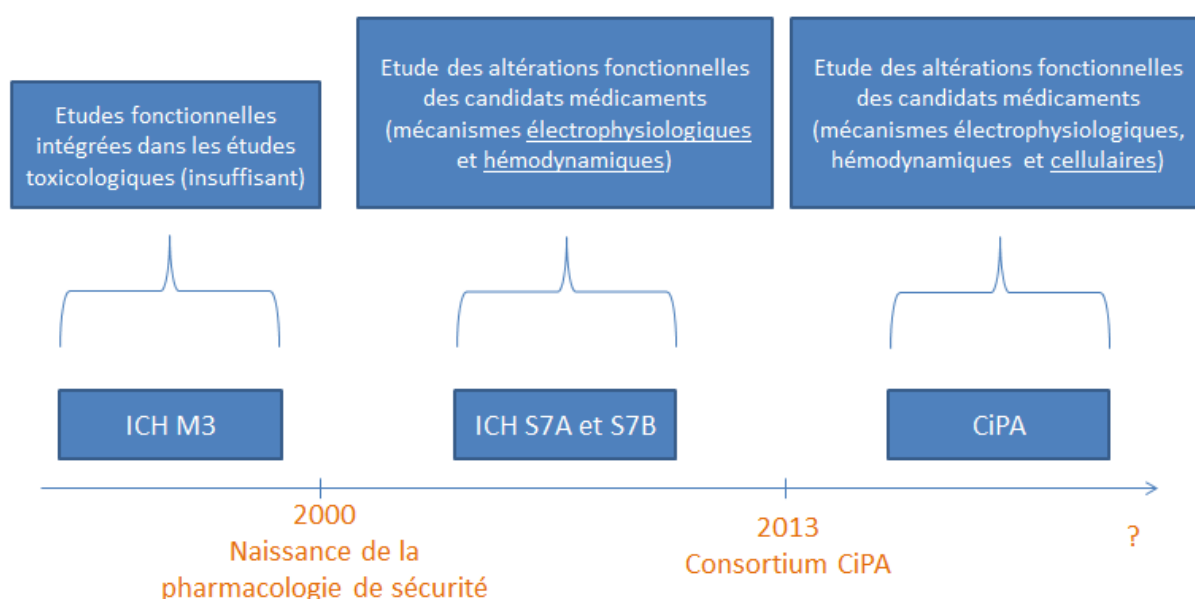 Etudes fonctionnelles
intégrées dans les études
toxicologiques (insuffisant)
Etude des altérations fonctionnelles
des candidats médicaments
(mécanismes électrophysiologiques
et hémodynamiques)
Etude des altérations fonctionnelles
des candidats médicaments
(mécanismes électrophysiologiques,
hémodynamiques et cellulaires)
ICH M3
ICH S7A et S7B
CiPA
2000
Naissance de la
pharmacologie de sécurité
2013
Consortium CiPA
?